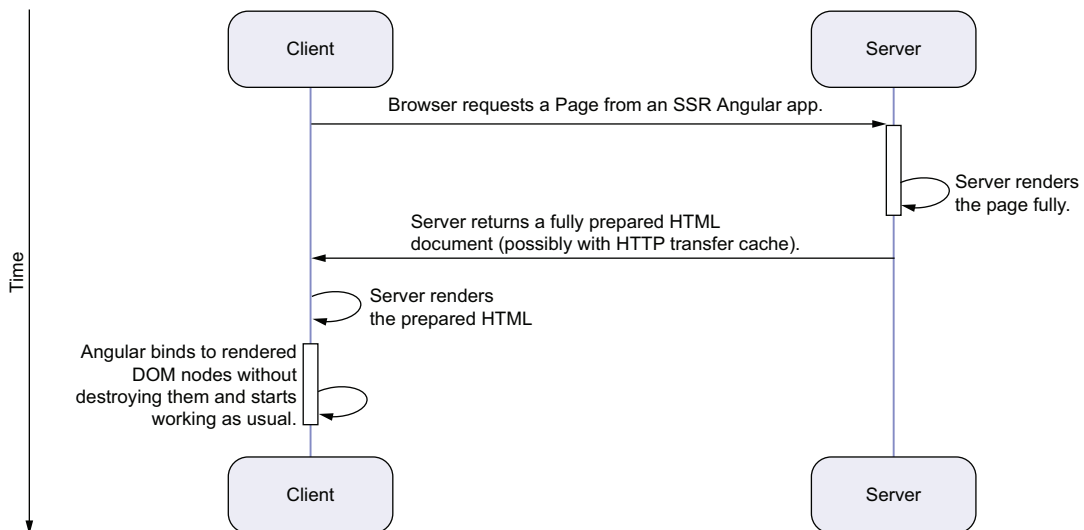 Client
Server
Browser requests a Page from an SSR Angular app.
Server renders
the page fully.
Server returns a fully prepared HTML
document (possibly with HTTP transfer cache).
Time
Server renders
the prepared HTML
Angular binds to rendered
DOM nodes without
destroying them and starts
working as usual.
Client
Server